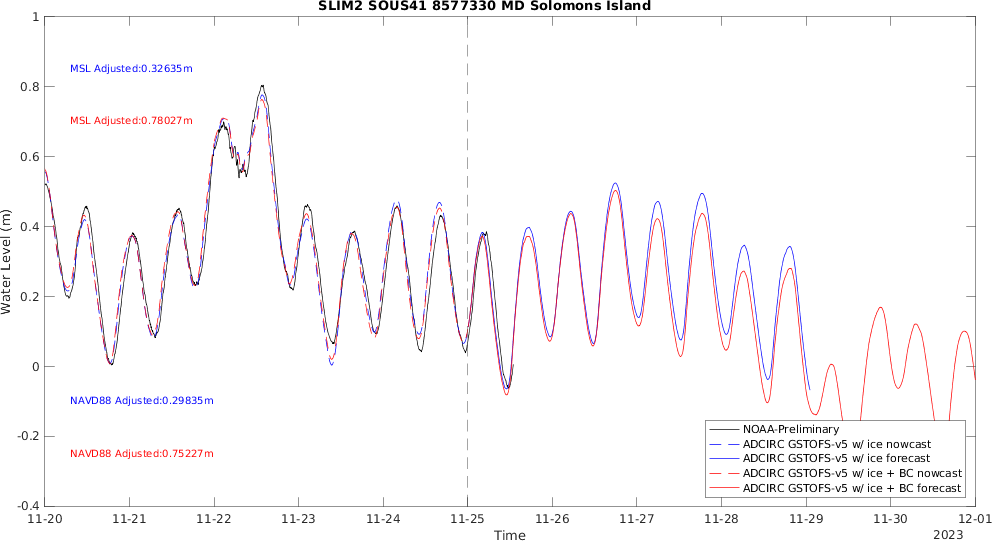 SLIM2 SOUS41 8577330 MD Solomons Island
1
0.8
0.6
0.4
0.2
0
-0.2
-0.4
Water Level (m)
MSL Adjusted:0.32635m
MSL Adjusted:0.78027m
NAVD88 Adjusted:0.29835m
NAVD88 Adjusted:0.75227m
NOAA-Preliminary
ADCIRC GSTOFS-v5 w/ ice nowcast
ADCIRC GSTOFS-v5 w/ ice forecast
ADCIRC GSTOFS-v5 w/ ice + BC nowcast
ADCIRC GSTOFS-v5 w/ ice + BC forecast
11-20 11-21 11-22 11-23 11-24 11-25 11-26 11-27 11-28 11-29 11-30 12-01
Time
2023